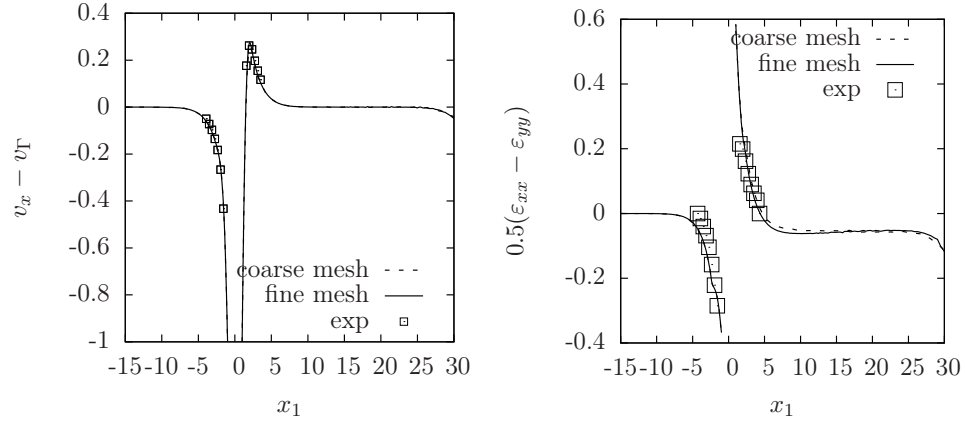 0.4
0.2
0
-0.2
-0.4
-0.6
-0.8
-1
-15-10 -5 0 5 10 15 20 25 30
v_x − v_Γ
x_1
coarse mesh
fine mesh
exp
0.6
0.4
0.2
0
-0.2
-0.4
-15-10 -5 0 5 10 15 20 25 30
0.5(ε_xx − ε_yy)
x_1
coarse mesh
fine mesh
exp